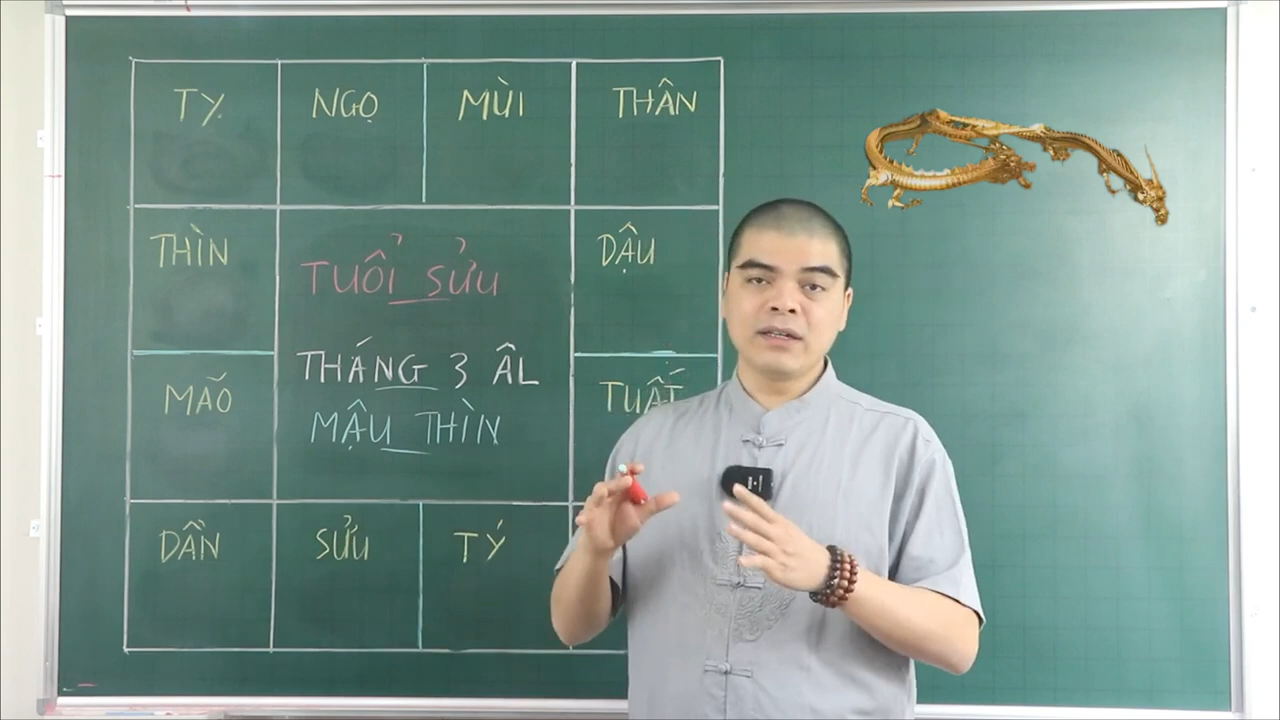 TỴ NGỌ MÙI THÂN
THÌN DẬU
TUỔI SỬU
THÁNG 3 ÂL
MÃO TUẤT
MẬU THÌN
DẦN SỬU TÝ